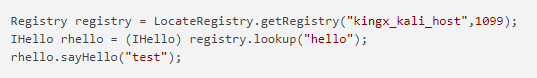 Registry registry = LocateRegistry.getRegistry("kingx_kali_host",1099);
IHello rhello = (IHello) registry.lookup("hello");
rhello.sayHello("test");